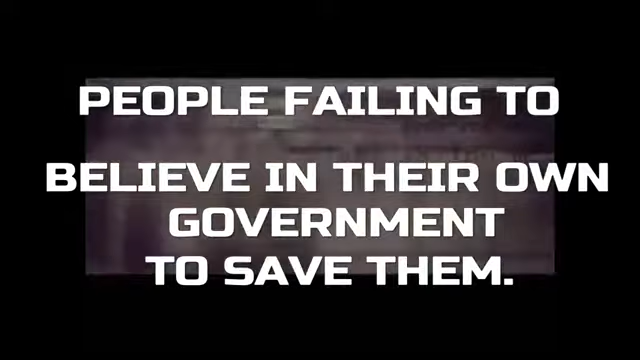 PEOPLE FAILING TO
BELIEVE IN THEIR OWN
GOVERNMENT
TO SAVE THEM.